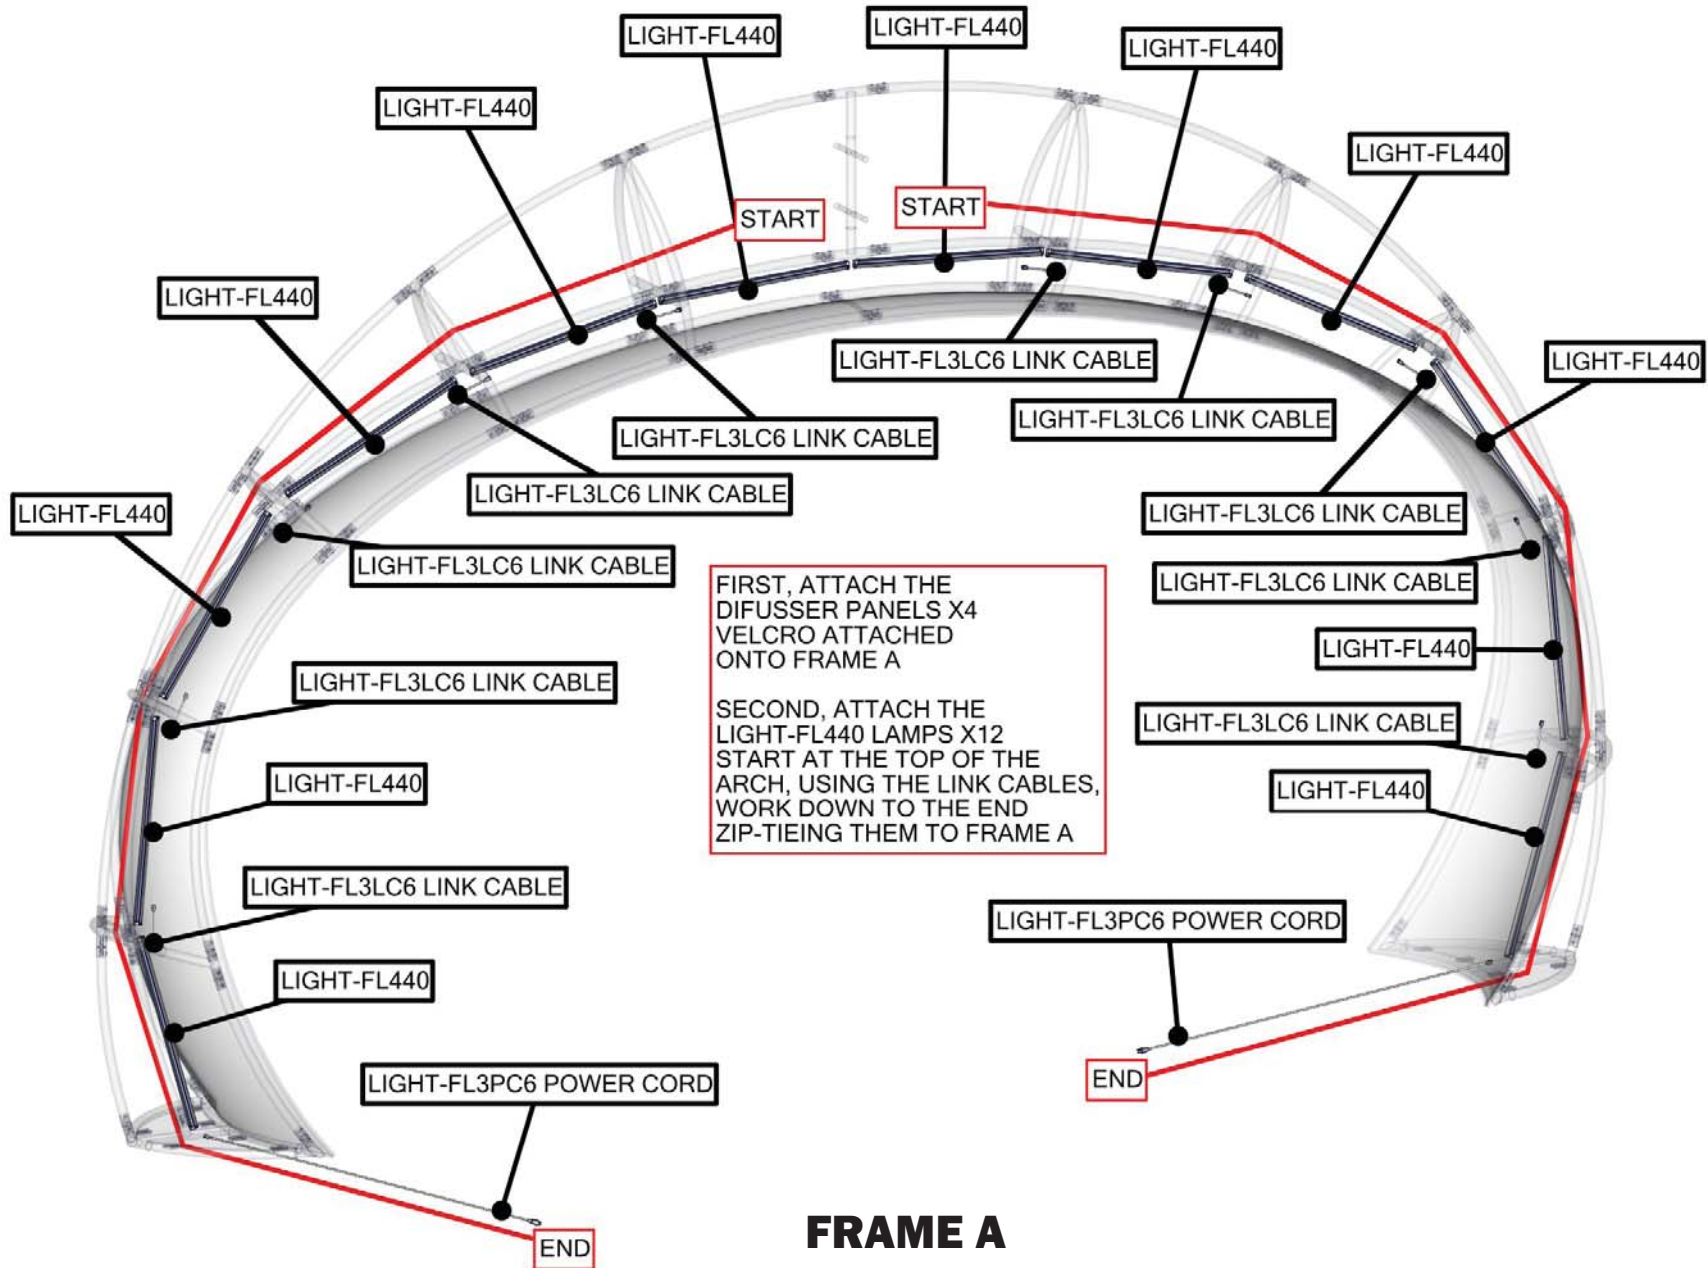 LIGHT-FL440
LIGHT-FL440
LIGHT-FL440
LIGHT-FL440
LIGHT-FL440
START
START
LIGHT-FL440
LIGHT-FL440
LIGHT-FL3LC6 LINK CABLE
LIGHT-FL440
LIGHT-FL3LC6 LINK CABLE
LIGHT-FL3LC6 LINK CABLE
LIGHT-FL3LC6 LINK CABLE
LIGHT-FL440
LIGHT-FL3LC6 LINK CABLE
LIGHT-FL3LC6 LINK CABLE
LIGHT-FL3LC6 LINK CABLE
FIRST, ATTACH THE
DIFUSSER PANELS X4
VELCRO ATTACHED
ONTO FRAME A
SECOND, ATTACH THE
LIGHT-FL440 LAMPS X12
START AT THE TOP OF THE
ARCH, USING THE LINK CABLES,
WORK DOWN TO THE END
ZIP-TIEING THEM TO FRAME A
LIGHT-FL440
LIGHT-FL3LC6 LINK CABLE
LIGHT-FL3LC6 LINK CABLE
LIGHT-FL440
LIGHT-FL440
LIGHT-FL3LC6 LINK CABLE
LIGHT-FL3PC6 POWER CORD
LIGHT-FL440
LIGHT-FL3PC6 POWER CORD
END
END
FRAME A